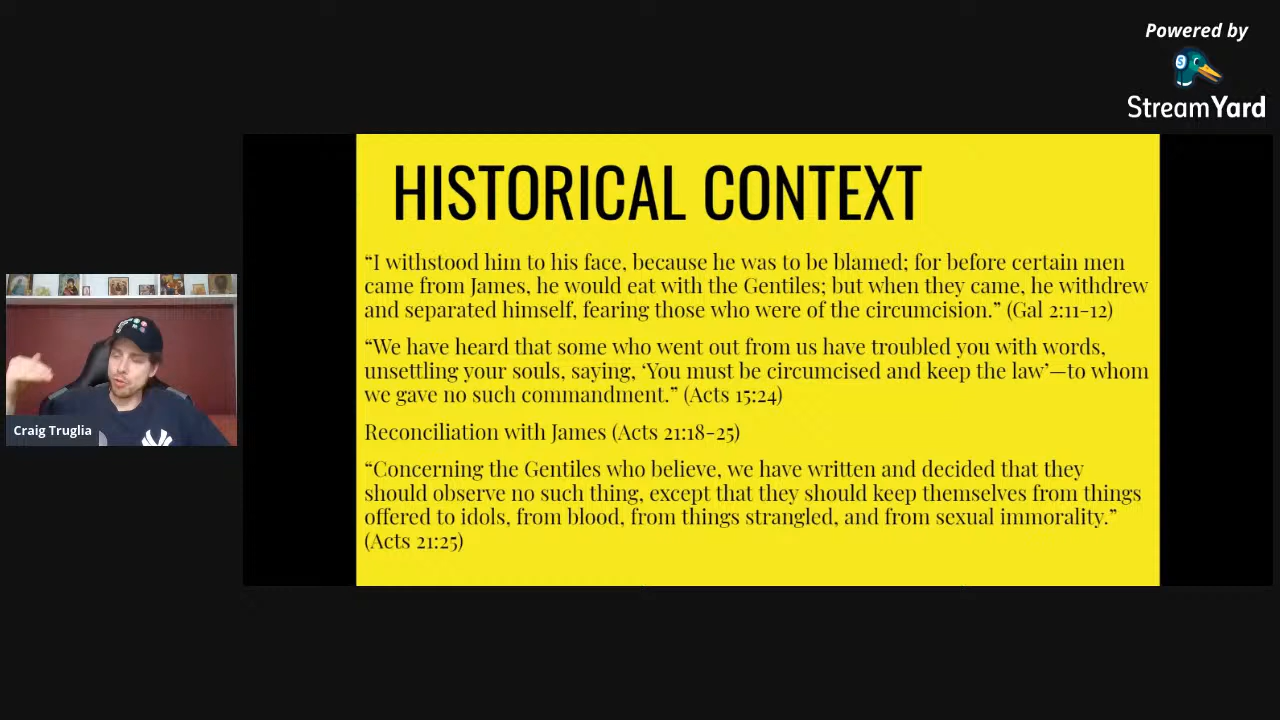 Powered by
StreamYard
HISTORICAL CONTEXT
“I withstood him to his face, because he was to be blamed; for before certain men
came from James, he would eat with the Gentiles; but when they came, he withdrew
and separated himself, fearing those who were of the circumcision.” (Gal 2:11-12)
“We have heard that some who went out from us have troubled you with words,
unsettling your souls, saying, ‘You must be circumcised and keep the law’—to whom
we gave no such commandment.” (Acts 15:24)
Reconciliation with James (Acts 21:18-25)
“Concerning the Gentiles who believe, we have written and decided that they
should observe no such thing, except that they should keep themselves from things
offered to idols, from blood, from things strangled, and from sexual immorality.”
(Acts 21:25)
Craig Truglia